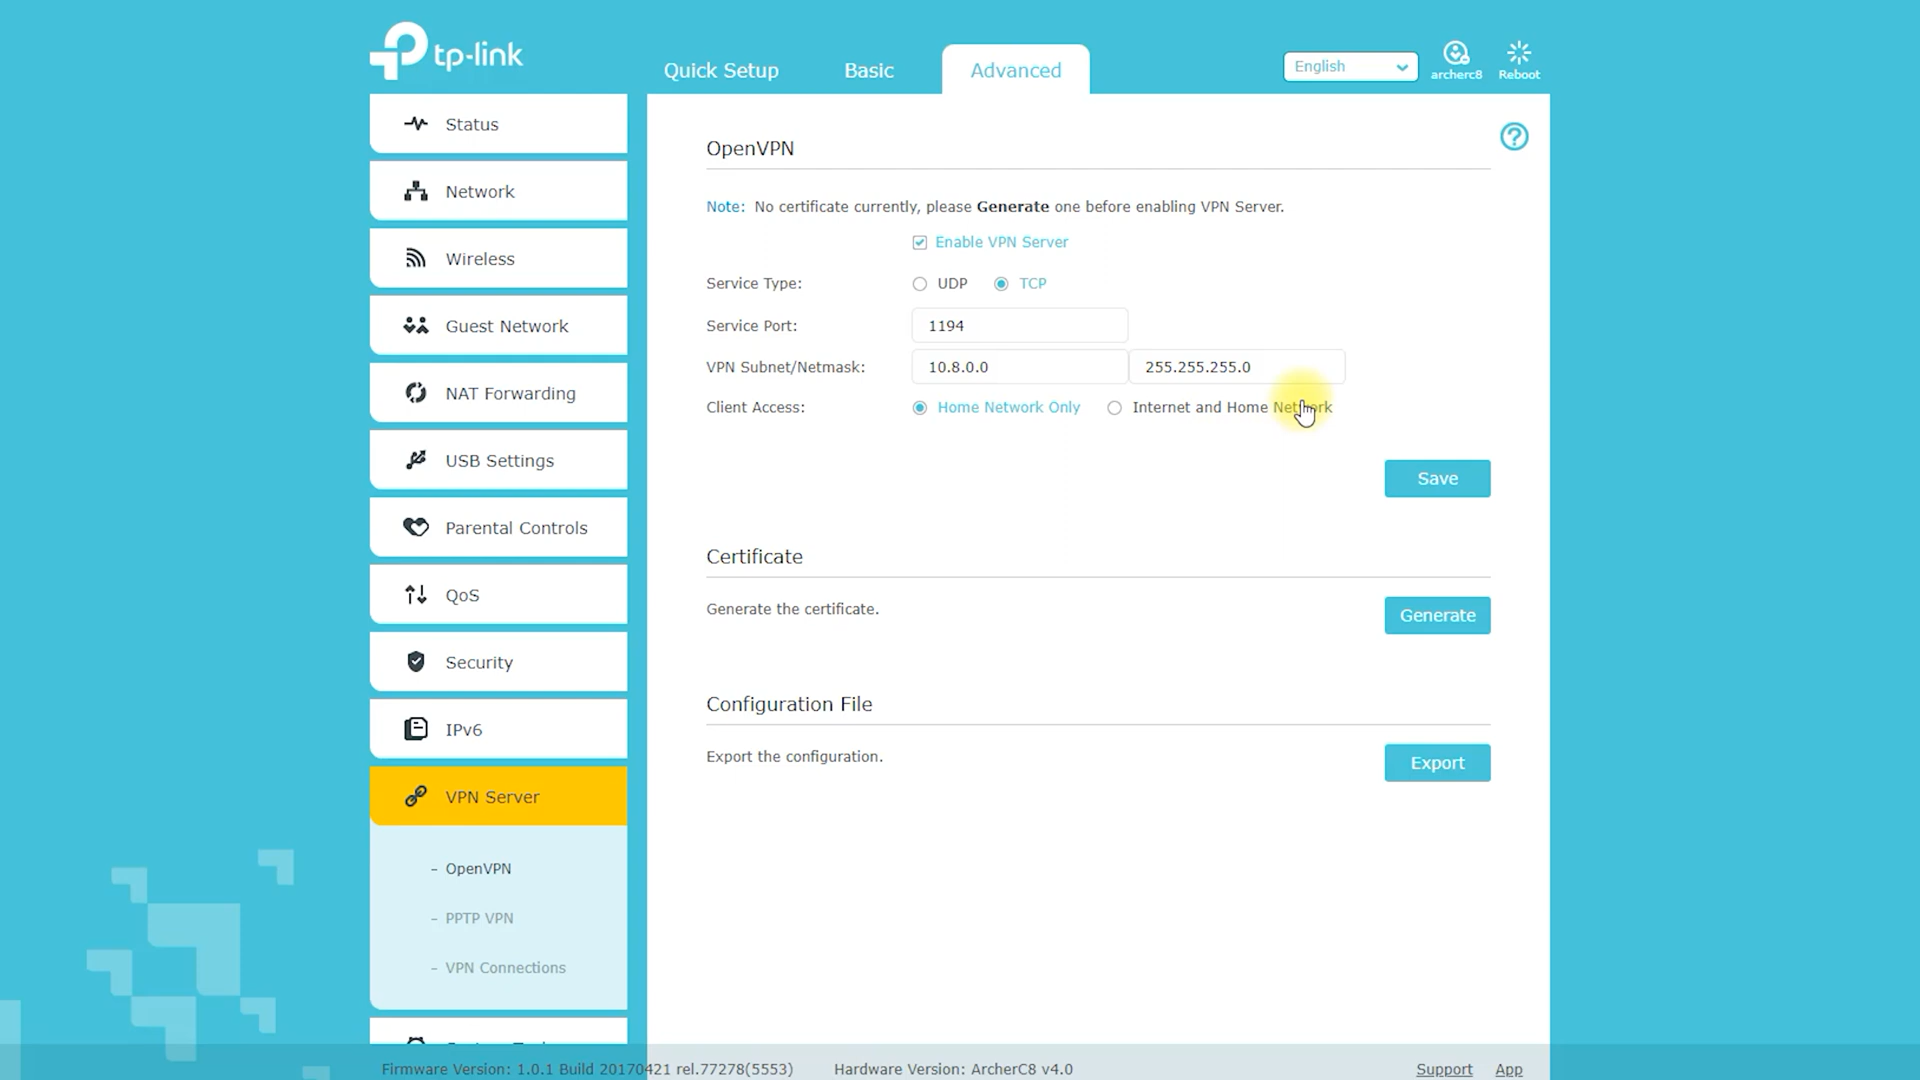 tp-link
Quick Setup
Basic
Advanced
English
archerc8
Reboot
Status
Network
Wireless
Guest Network
NAT Forwarding
USB Settings
Parental Controls
QoS
Security
IPv6
VPN Server
- OpenVPN
- PPTP VPN
- VPN Connections
OpenVPN
Note: No certificate currently, please Generate one before enabling VPN Server.
Enable VPN Server
Service Type: UDP TCP
Service Port: 1194
VPN Subnet/Netmask: 10.8.0.0 255.255.255.0
Client Access: Home Network Only Internet and Home Network
Save
Certificate
Generate the certificate.
Generate
Configuration File
Export the configuration.
Export
Firmware Version: 1.0.1 Build 20170421 rel.77278(5553) Hardware Version: ArcherC8 v4.0
Support App